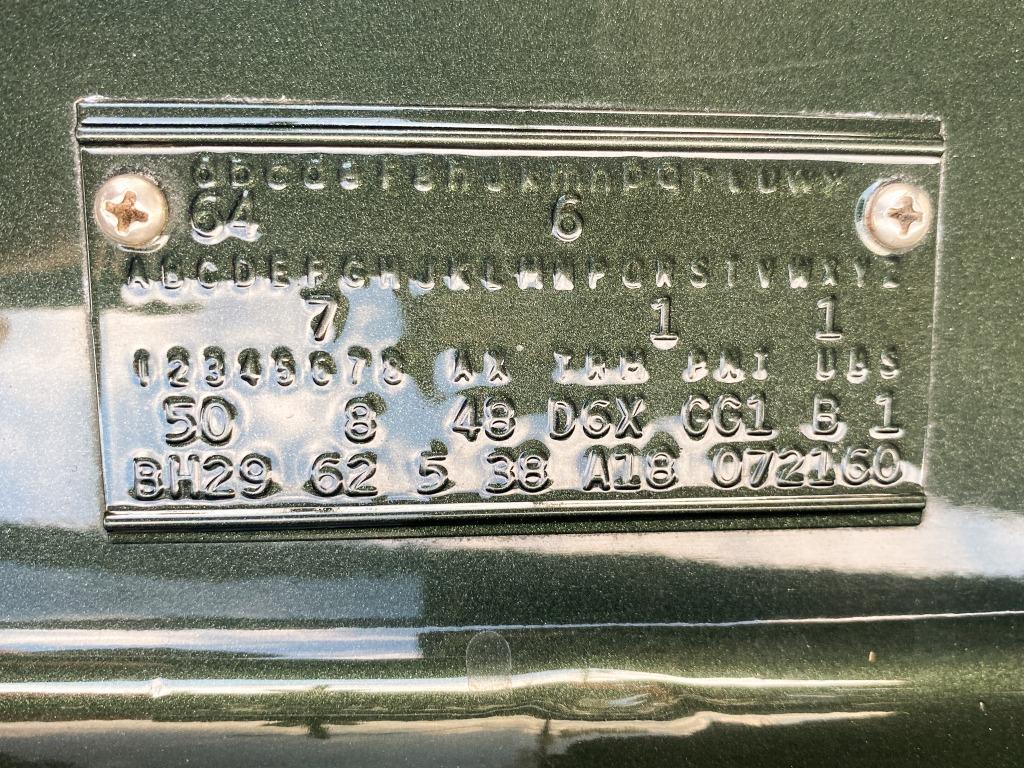 abcdefghjkmnpqrtuwx
64 6
ABCDEFGHJKLMNPQRSTVWXYZ
7 1 1
12345678 AX TRM PNT UBS
50 8 48 D6X CC1 B 1
BH29 62 5 38 A18 072160